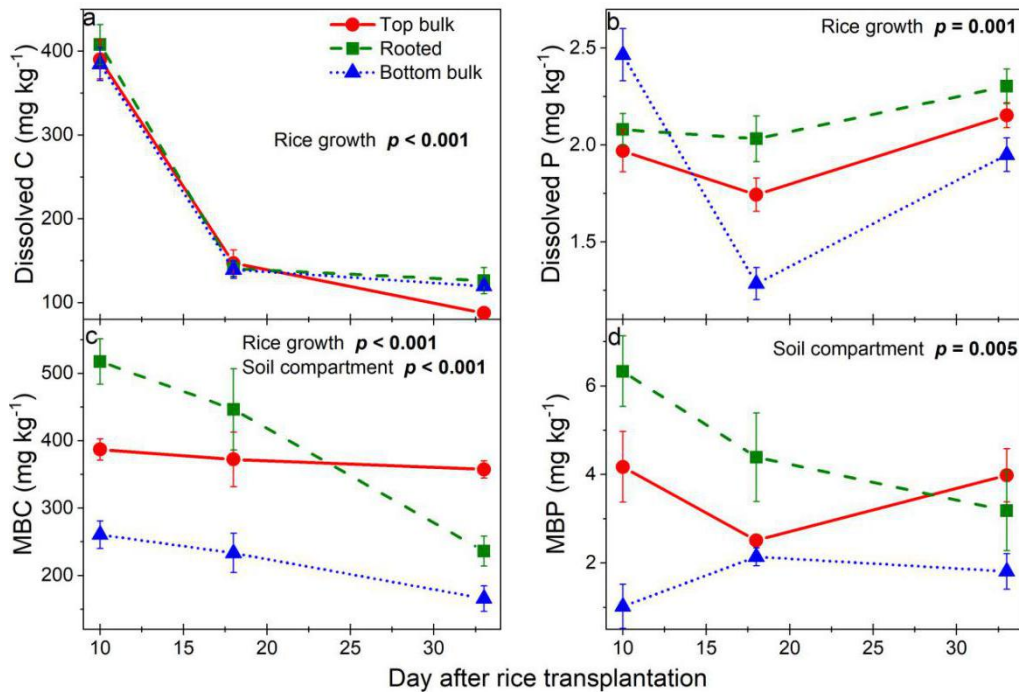 a
Top bulk
Rooted
Bottom bulk
Rice growth p < 0.001
Dissolved C (mg kg⁻¹)
400
300
200
100
b
Rice growth p = 0.001
Dissolved P (mg kg⁻¹)
2.5
2.0
1.5
c
Rice growth p < 0.001
Soil compartment p < 0.001
MBC (mg kg⁻¹)
500
400
300
200
10 15 20 25 30
d
Soil compartment p = 0.005
MBP (mg kg⁻¹)
6
4
2
10 15 20 25 30
Day after rice transplantation